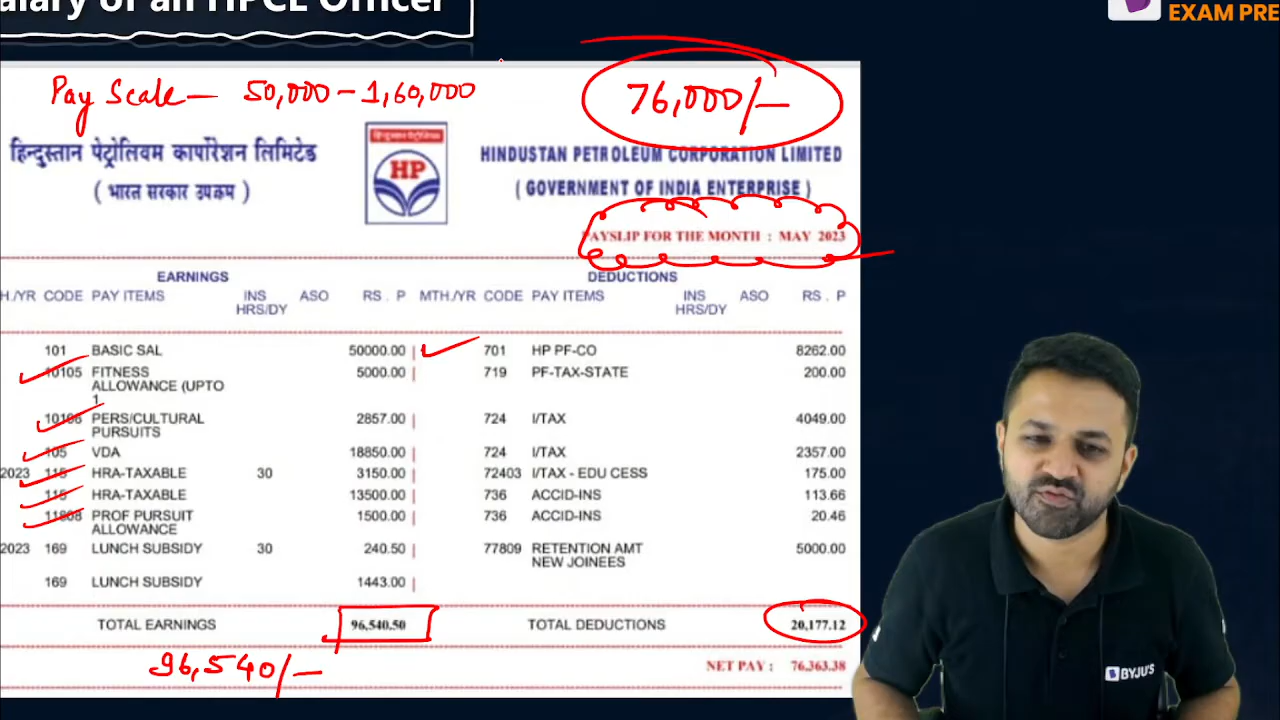 alary of an HPCL Officer
EXAM PRE
Pay Scale - 50,000 - 1,60,000
76,000/-
हिन्दुस्तान पेट्रोलियम कार्पोरेशन लिमिटेड
( भारत सरकार उपक्रम )
HP
HINDUSTAN PETROLEUM CORPORATION LIMITED
( GOVERNMENT OF INDIA ENTERPRISE )
PAYSLIP FOR THE MONTH : MAY 2023
EARNINGS DEDUCTIONS
H./YR CODE PAY ITEMS INS ASO RS . P MTH./YR CODE PAY ITEMS INS ASO RS . P
HRS/DY HRS/DY
101 BASIC SAL 50000.00 | 701 HP PF-CO 8262.00
10105 FITNESS 5000.00 | 719 PF-TAX-STATE 200.00
ALLOWANCE (UPTO
1
10106 PERS/CULTURAL 2857.00 | 724 I/TAX 4049.00
PURSUITS
105 VDA 18850.00 | 724 I/TAX 2357.00
2023 115 HRA-TAXABLE 30 3150.00 | 72403 I/TAX - EDU CESS 175.00
115 HRA-TAXABLE 13500.00 | 736 ACCID-INS 113.66
11808 PROF PURSUIT 1500.00 | 736 ACCID-INS 20.46
ALLOWANCE
2023 169 LUNCH SUBSIDY 30 240.50 | 77809 RETENTION AMT 5000.00
NEW JOINEES
169 LUNCH SUBSIDY 1443.00 |
TOTAL EARNINGS 96,540.50 TOTAL DEDUCTIONS 20,177.12
96,540/-
NET PAY : 76,363.38
BYJU'S